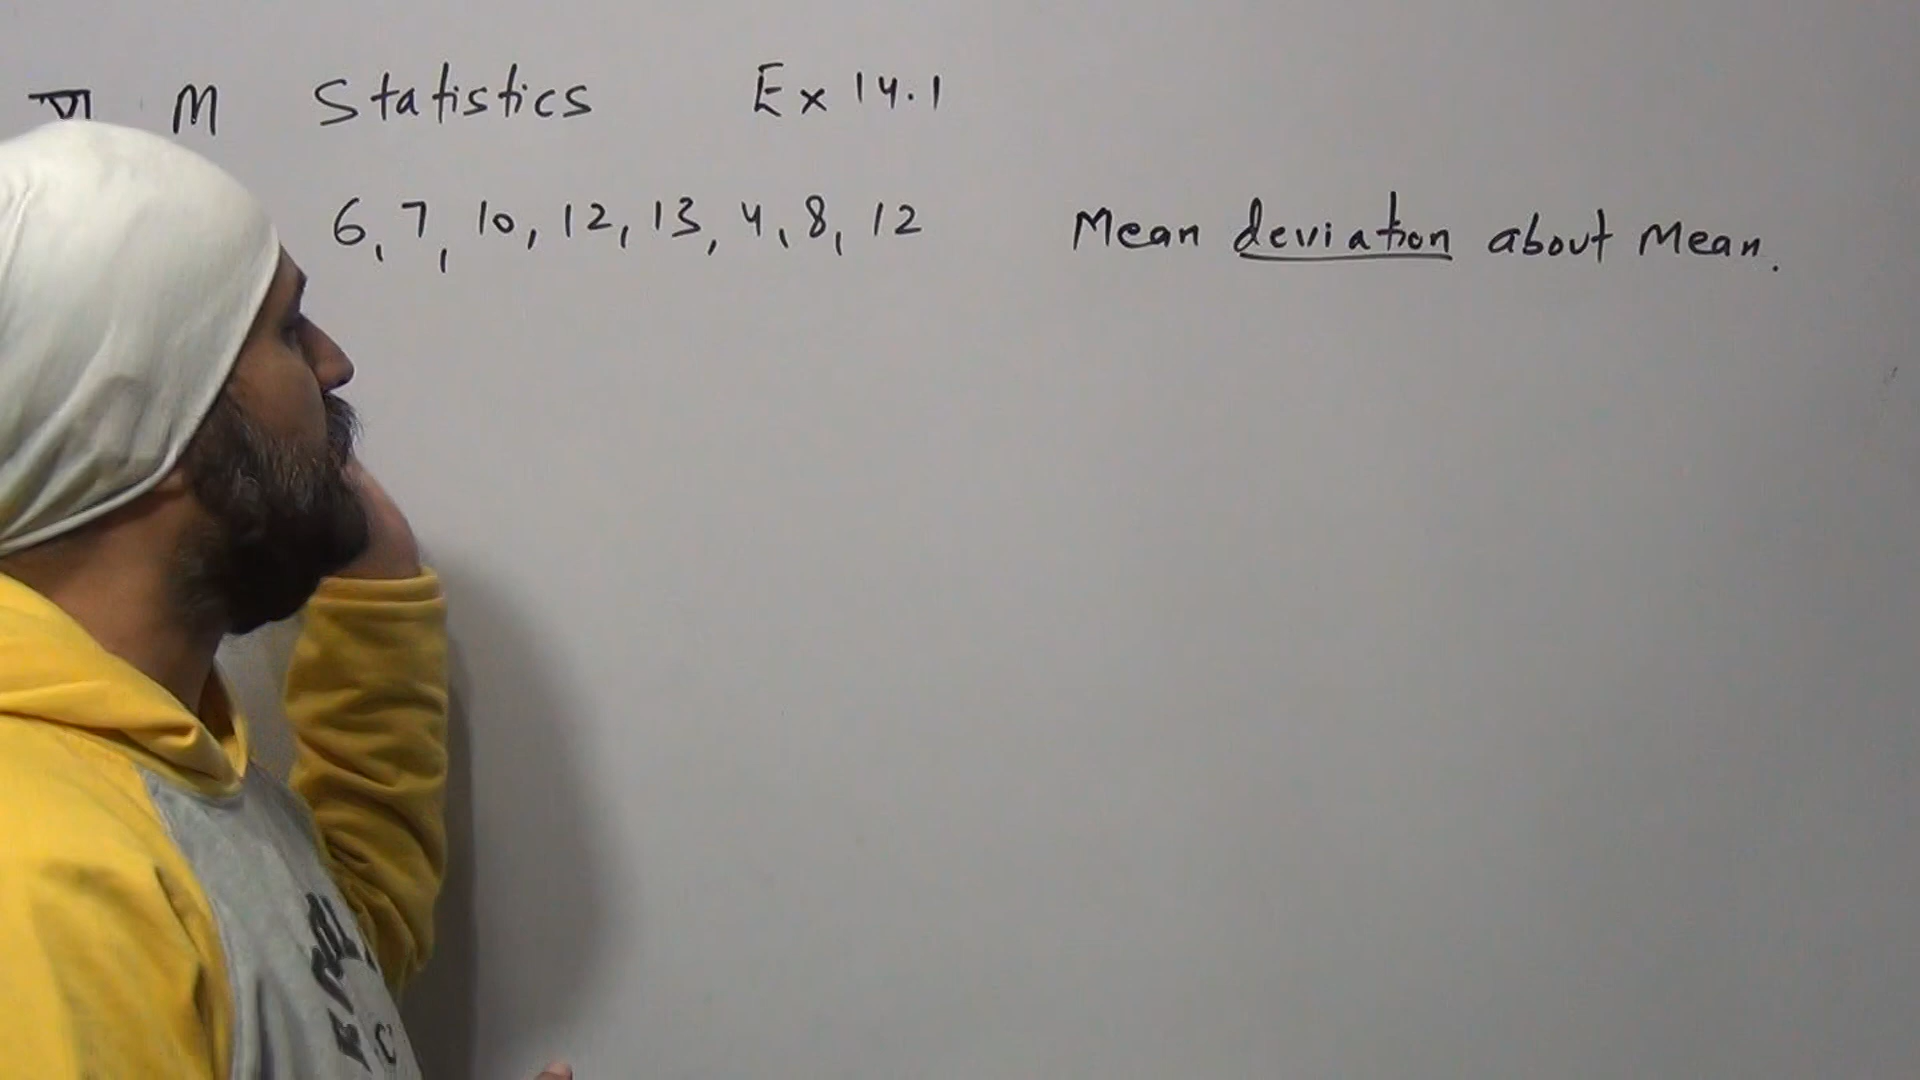 M Statistics Ex 14.1
6, 7, 10, 12, 13, 4, 8, 12 Mean deviation about Mean.